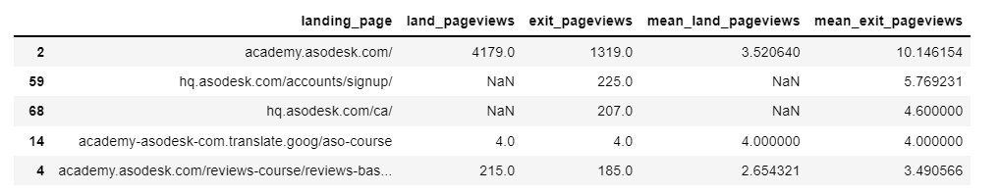 landing_page land_pageviews exit_pageviews mean_land_pageviews mean_exit_pageviews
2 academy.asodesk.com/ 4179.0 1319.0 3.520640 10.146154
59 hq.asodesk.com/accounts/signup/ NaN 225.0 NaN 5.769231
68 hq.asodesk.com/ca/ NaN 207.0 NaN 4.600000
14 academy-asodesk-com.translate.goog/aso-course 4.0 4.0 4.000000 4.000000
4 academy.asodesk.com/reviews-course/reviews-bas... 215.0 185.0 2.654321 3.490566